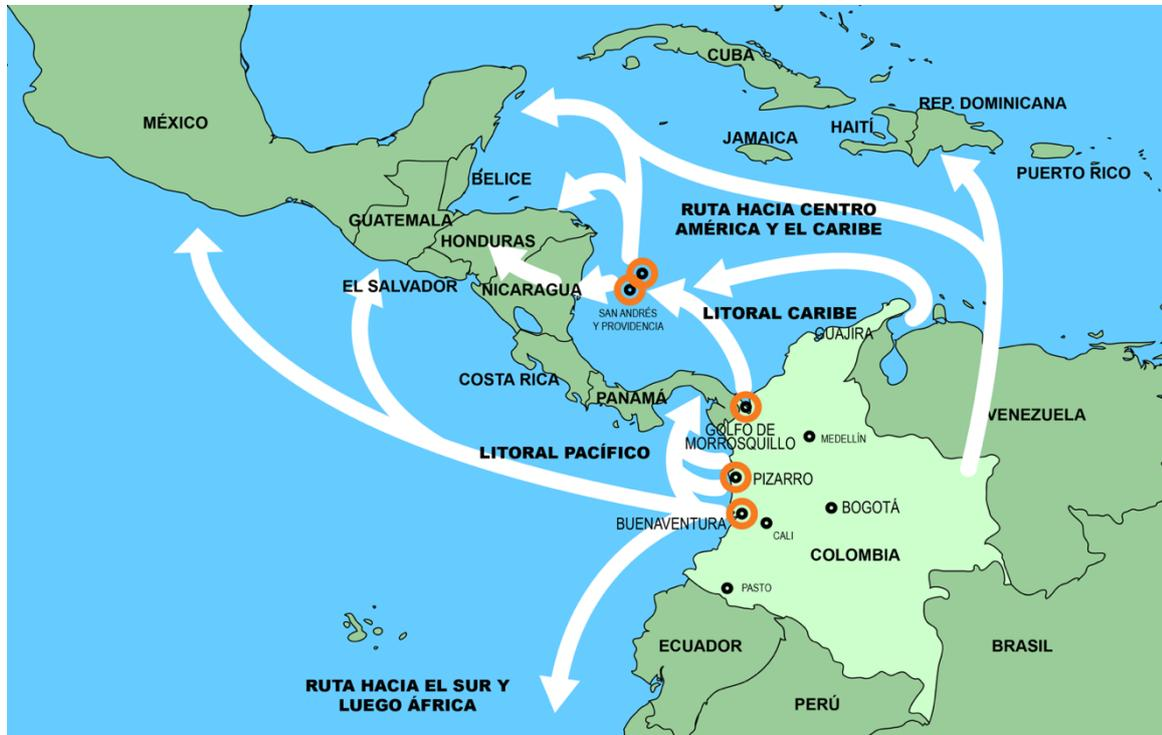 CUBA
REP. DOMINICANA
MÉXICO
JAMAICA
HAITÍ
PUERTO RICO
BELICE
GUATEMALA
HONDURAS
RUTA HACIA CENTRO
AMÉRICA Y EL CARIBE
EL SALVADOR
NICARAGUA
SAN ANDRÉS
Y PROVIDENCIA
LITORAL CARIBE
GUAJIRA
COSTA RICA
PANAMÁ
VENEZUELA
GOLFO DE
MORROSQUILLO
MEDELLÍN
LITORAL PACÍFICO
PIZARRO
BUENAVENTURA
BOGOTÁ
CALI
COLOMBIA
PASTO
ECUADOR
BRASIL
RUTA HACIA EL SUR Y
LUEGO ÁFRICA
PERÚ